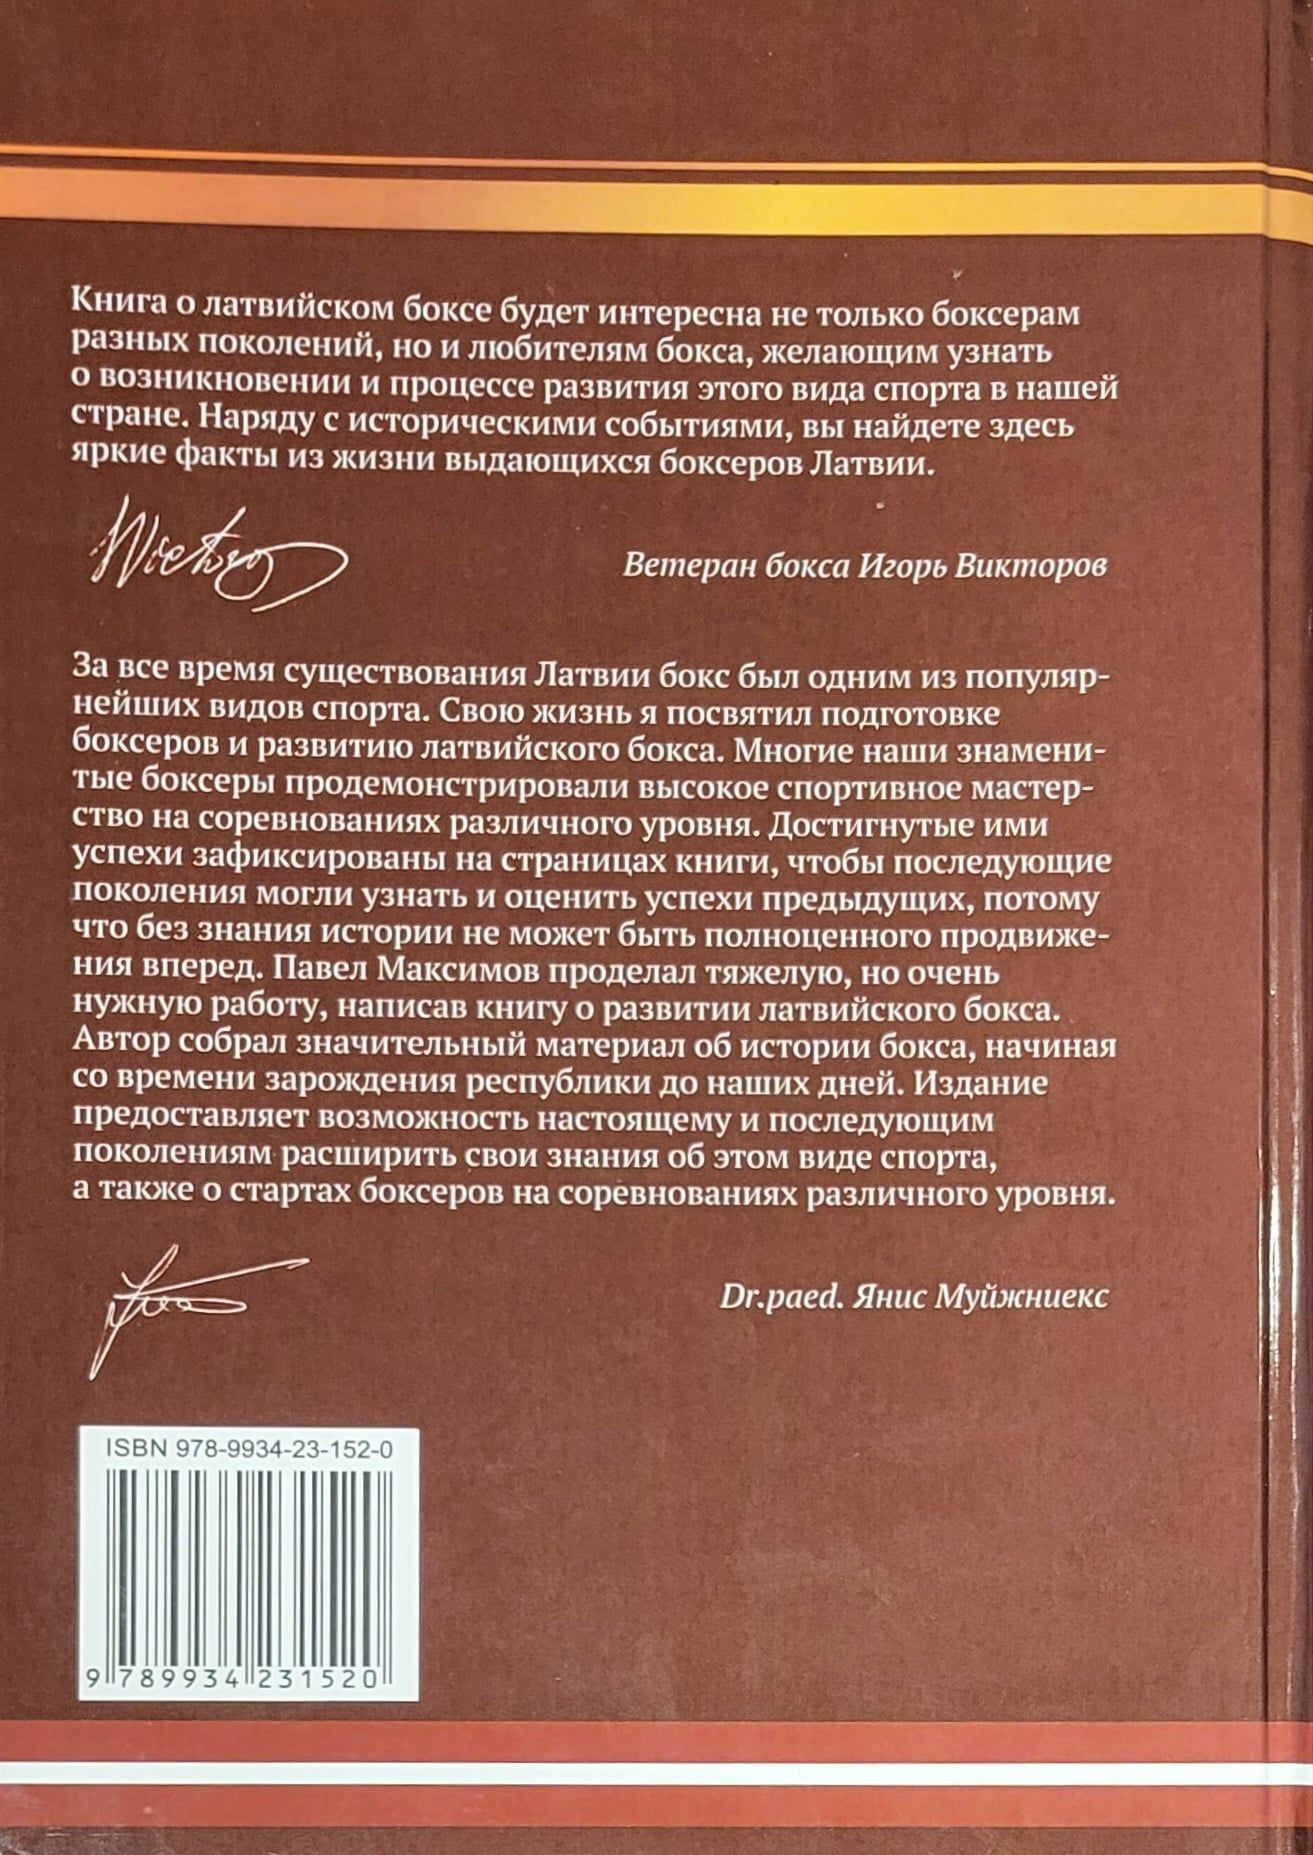 Книга о латвийском боксе будет интересна не только боксерам
разных поколений, но и любителям бокса, желающим узнать
о возникновении и процессе развития этого вида спорта в нашей
стране. Наряду с историческими событиями, вы найдете здесь
яркие факты из жизни выдающихся боксеров Латвии.
Ветеран бокса Игорь Викторов
За все время существования Латвии бокс был одним из популяр-
нейших видов спорта. Свою жизнь я посвятил подготовке
боксеров и развитию латвийского бокса. Многие наши знамени-
тые боксеры продемонстрировали высокое спортивное мастер-
ство на соревнованиях различного уровня. Достигнутые ими
успехи зафиксированы на страницах книги, чтобы последующие
поколения могли узнать и оценить успехи предыдущих, потому
что без знания истории не может быть полноценного продвиже-
ния вперед. Павел Максимов проделал тяжелую, но очень
нужную работу, написав книгу о развитии латвийского бокса.
Автор собрал значительный материал об истории бокса, начиная
со времени зарождения республики до наших дней. Издание
предоставляет возможность настоящему и последующим
поколениям расширить свои знания об этом виде спорта,
а также о стартах боксеров на соревнованиях различного уровня.
Dr.paed. Янис Муйжниекс
ISBN 978-9934-23-152-0
9 789934 231520